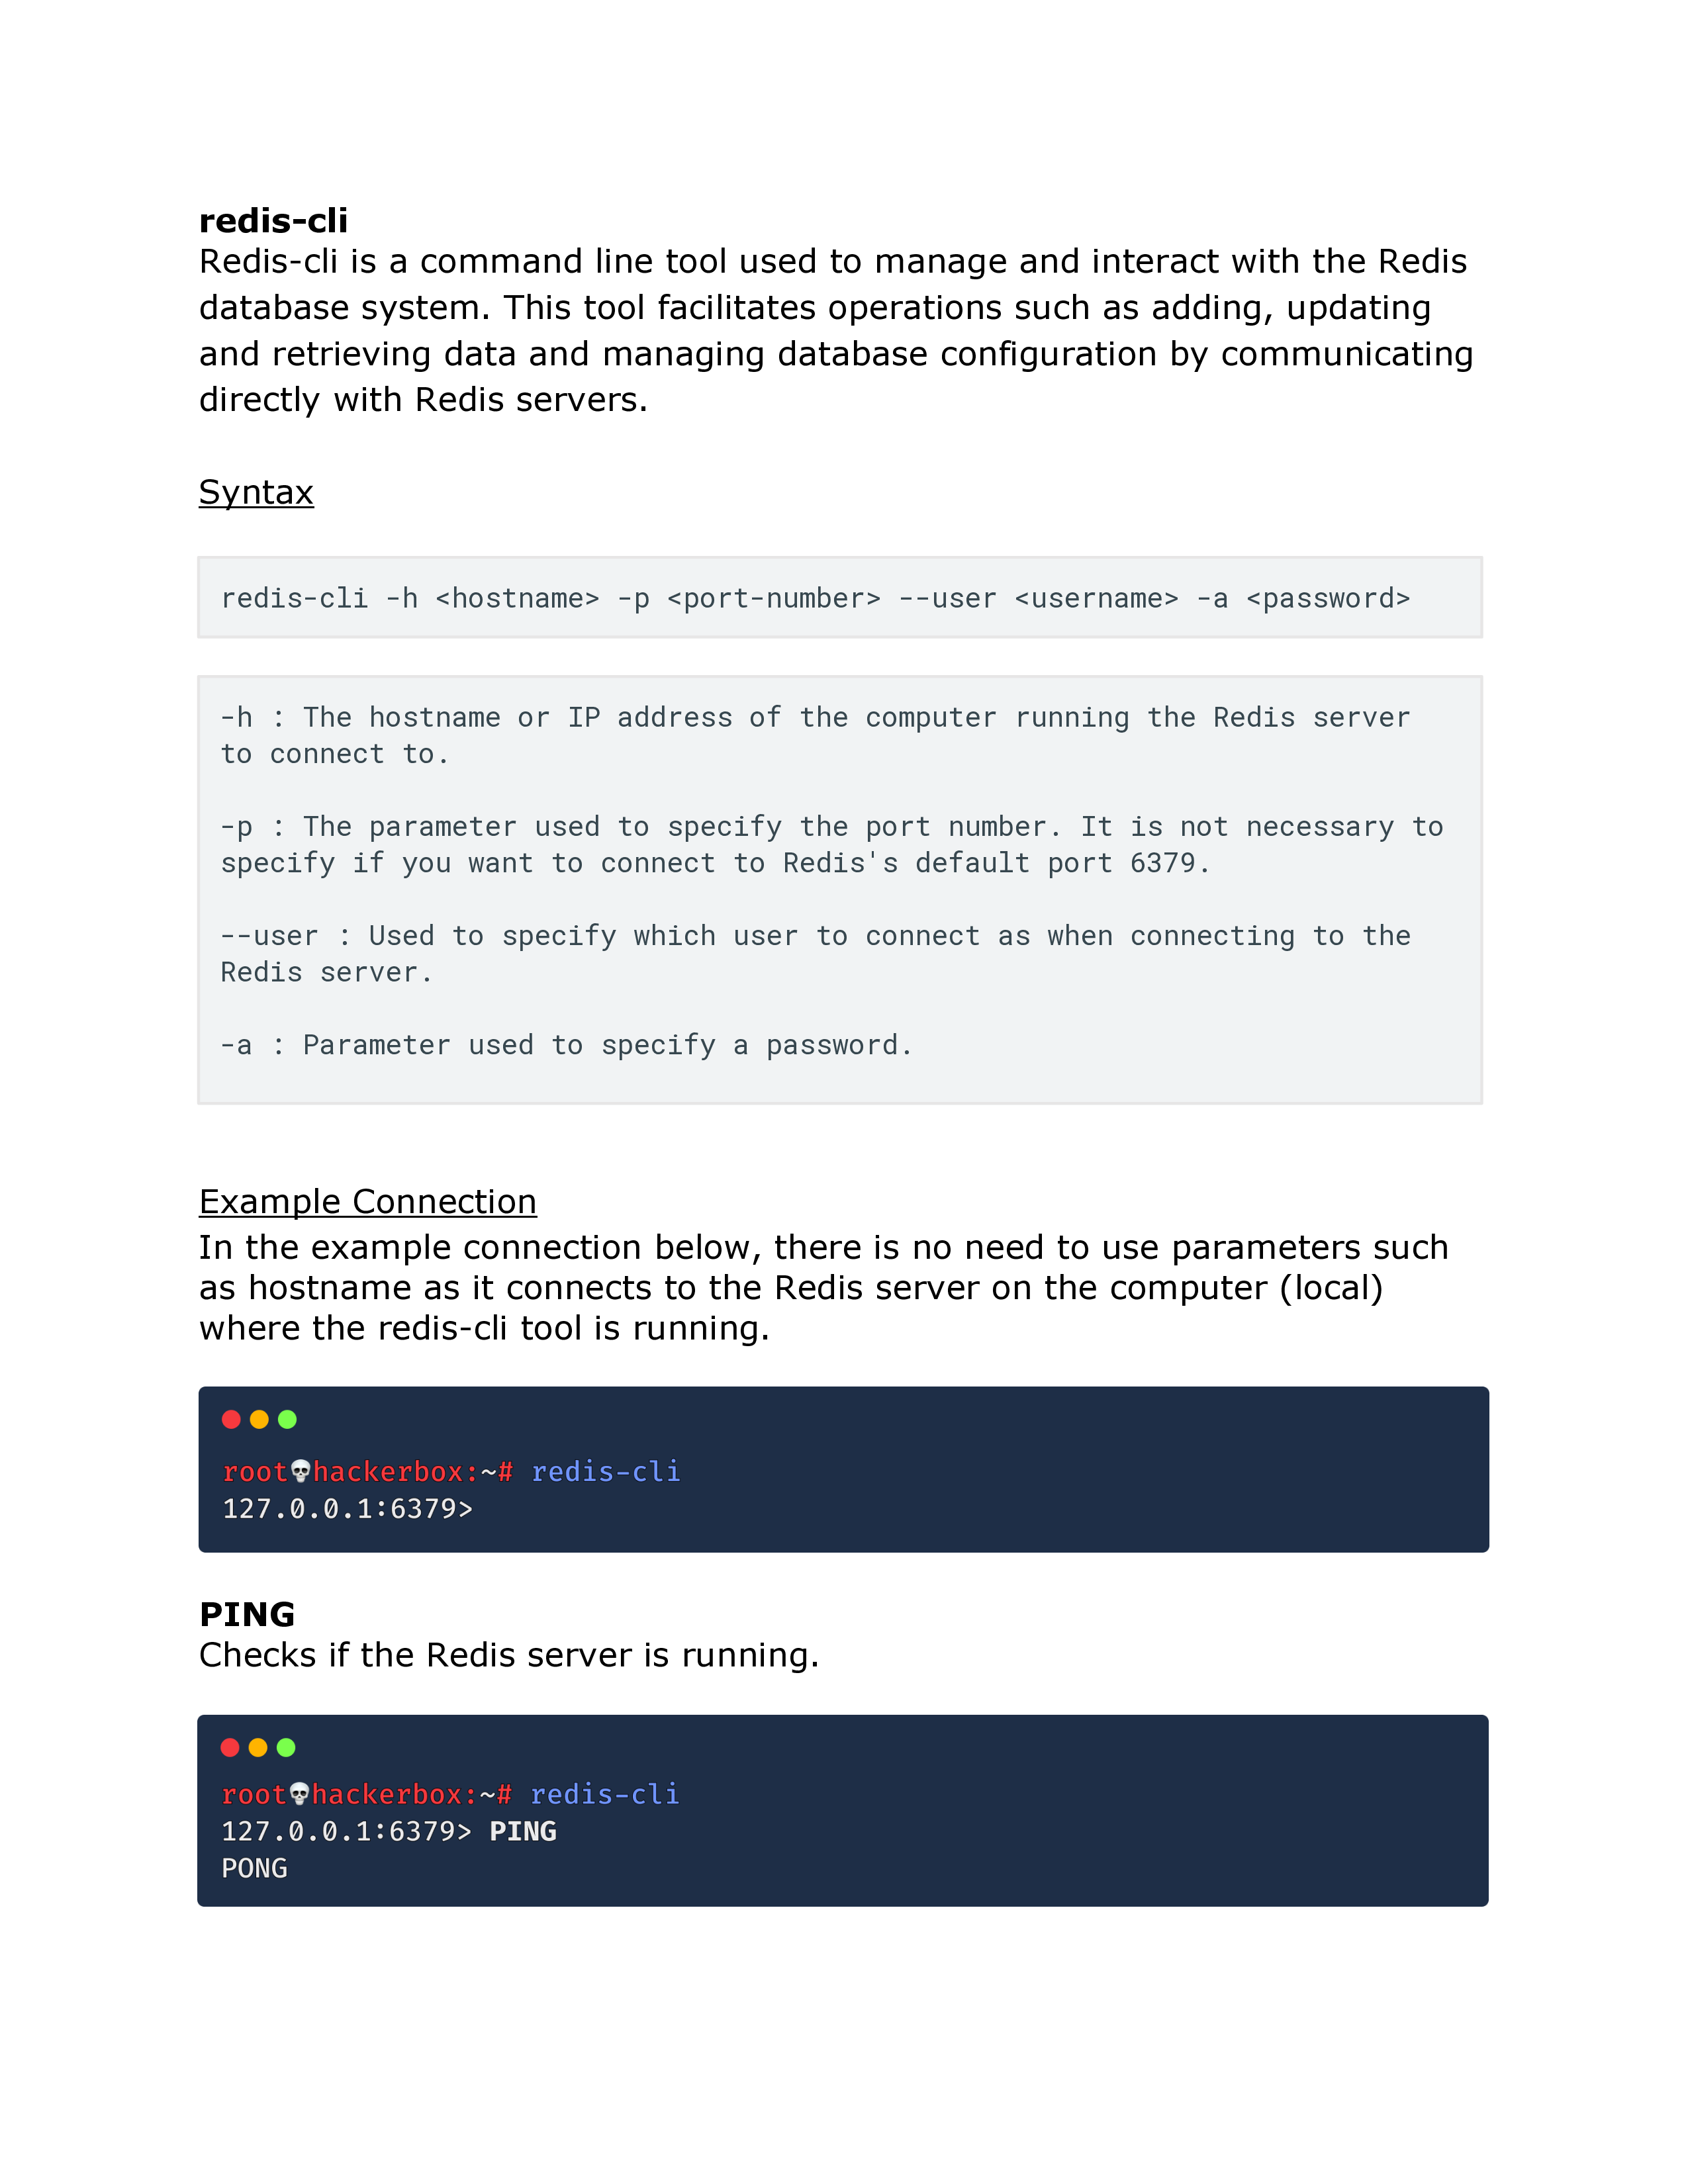 redis-cli
Redis-cli is a command line tool used to manage and interact with the Redis
database system. This tool facilitates operations such as adding, updating
and retrieving data and managing database configuration by communicating
directly with Redis servers.
Syntax
redis-cli -h <hostname> -p <port-number> --user <username> -a <password>
-h : The hostname or IP address of the computer running the Redis server
to connect to.
-p : The parameter used to specify the port number. It is not necessary to
specify if you want to connect to Redis's default port 6379.
--user : Used to specify which user to connect as when connecting to the
Redis server.
-a : Parameter used to specify a password.
Example Connection
In the example connection below, there is no need to use parameters such
as hostname as it connects to the Redis server on the computer (local)
where the redis-cli tool is running.
root💀hackerbox:~# redis-cli
127.0.0.1:6379>
PING
Checks if the Redis server is running.
root💀hackerbox:~# redis-cli
127.0.0.1:6379> PING
PONG